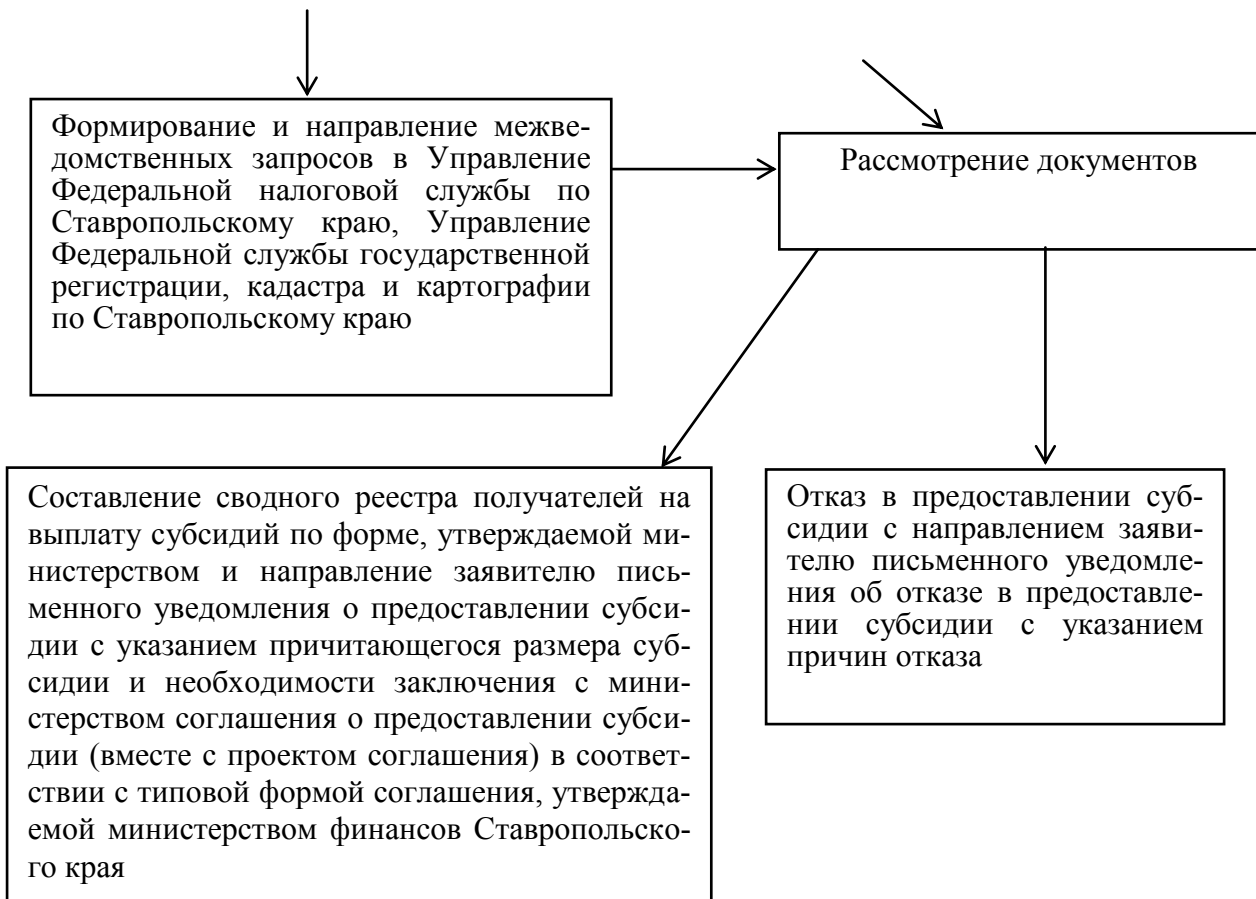 Формирование и направление межве-
домственных запросов в Управление
Федеральной налоговой службы по
Ставропольскому краю, Управление
Федеральной службы государственной
регистрации, кадастра и картографии
по Ставропольскому краю
Рассмотрение документов
Составление сводного реестра получателей на
выплату субсидий по форме, утверждаемой ми-
нистерством и направление заявителю пись-
менного уведомления о предоставлении субси-
дии с указанием причитающегося размера суб-
сидии и необходимости заключения с мини-
стерством соглашения о предоставлении субси-
дии (вместе с проектом соглашения) в соответ-
ствии с типовой формой соглашения, утвержда-
емой министерством финансов Ставропольско-
го края
Отказ в предоставлении суб-
сидии с направлением заяви-
телю письменного уведомле-
ния об отказе в предоставле-
нии субсидии с указанием
причин отказа